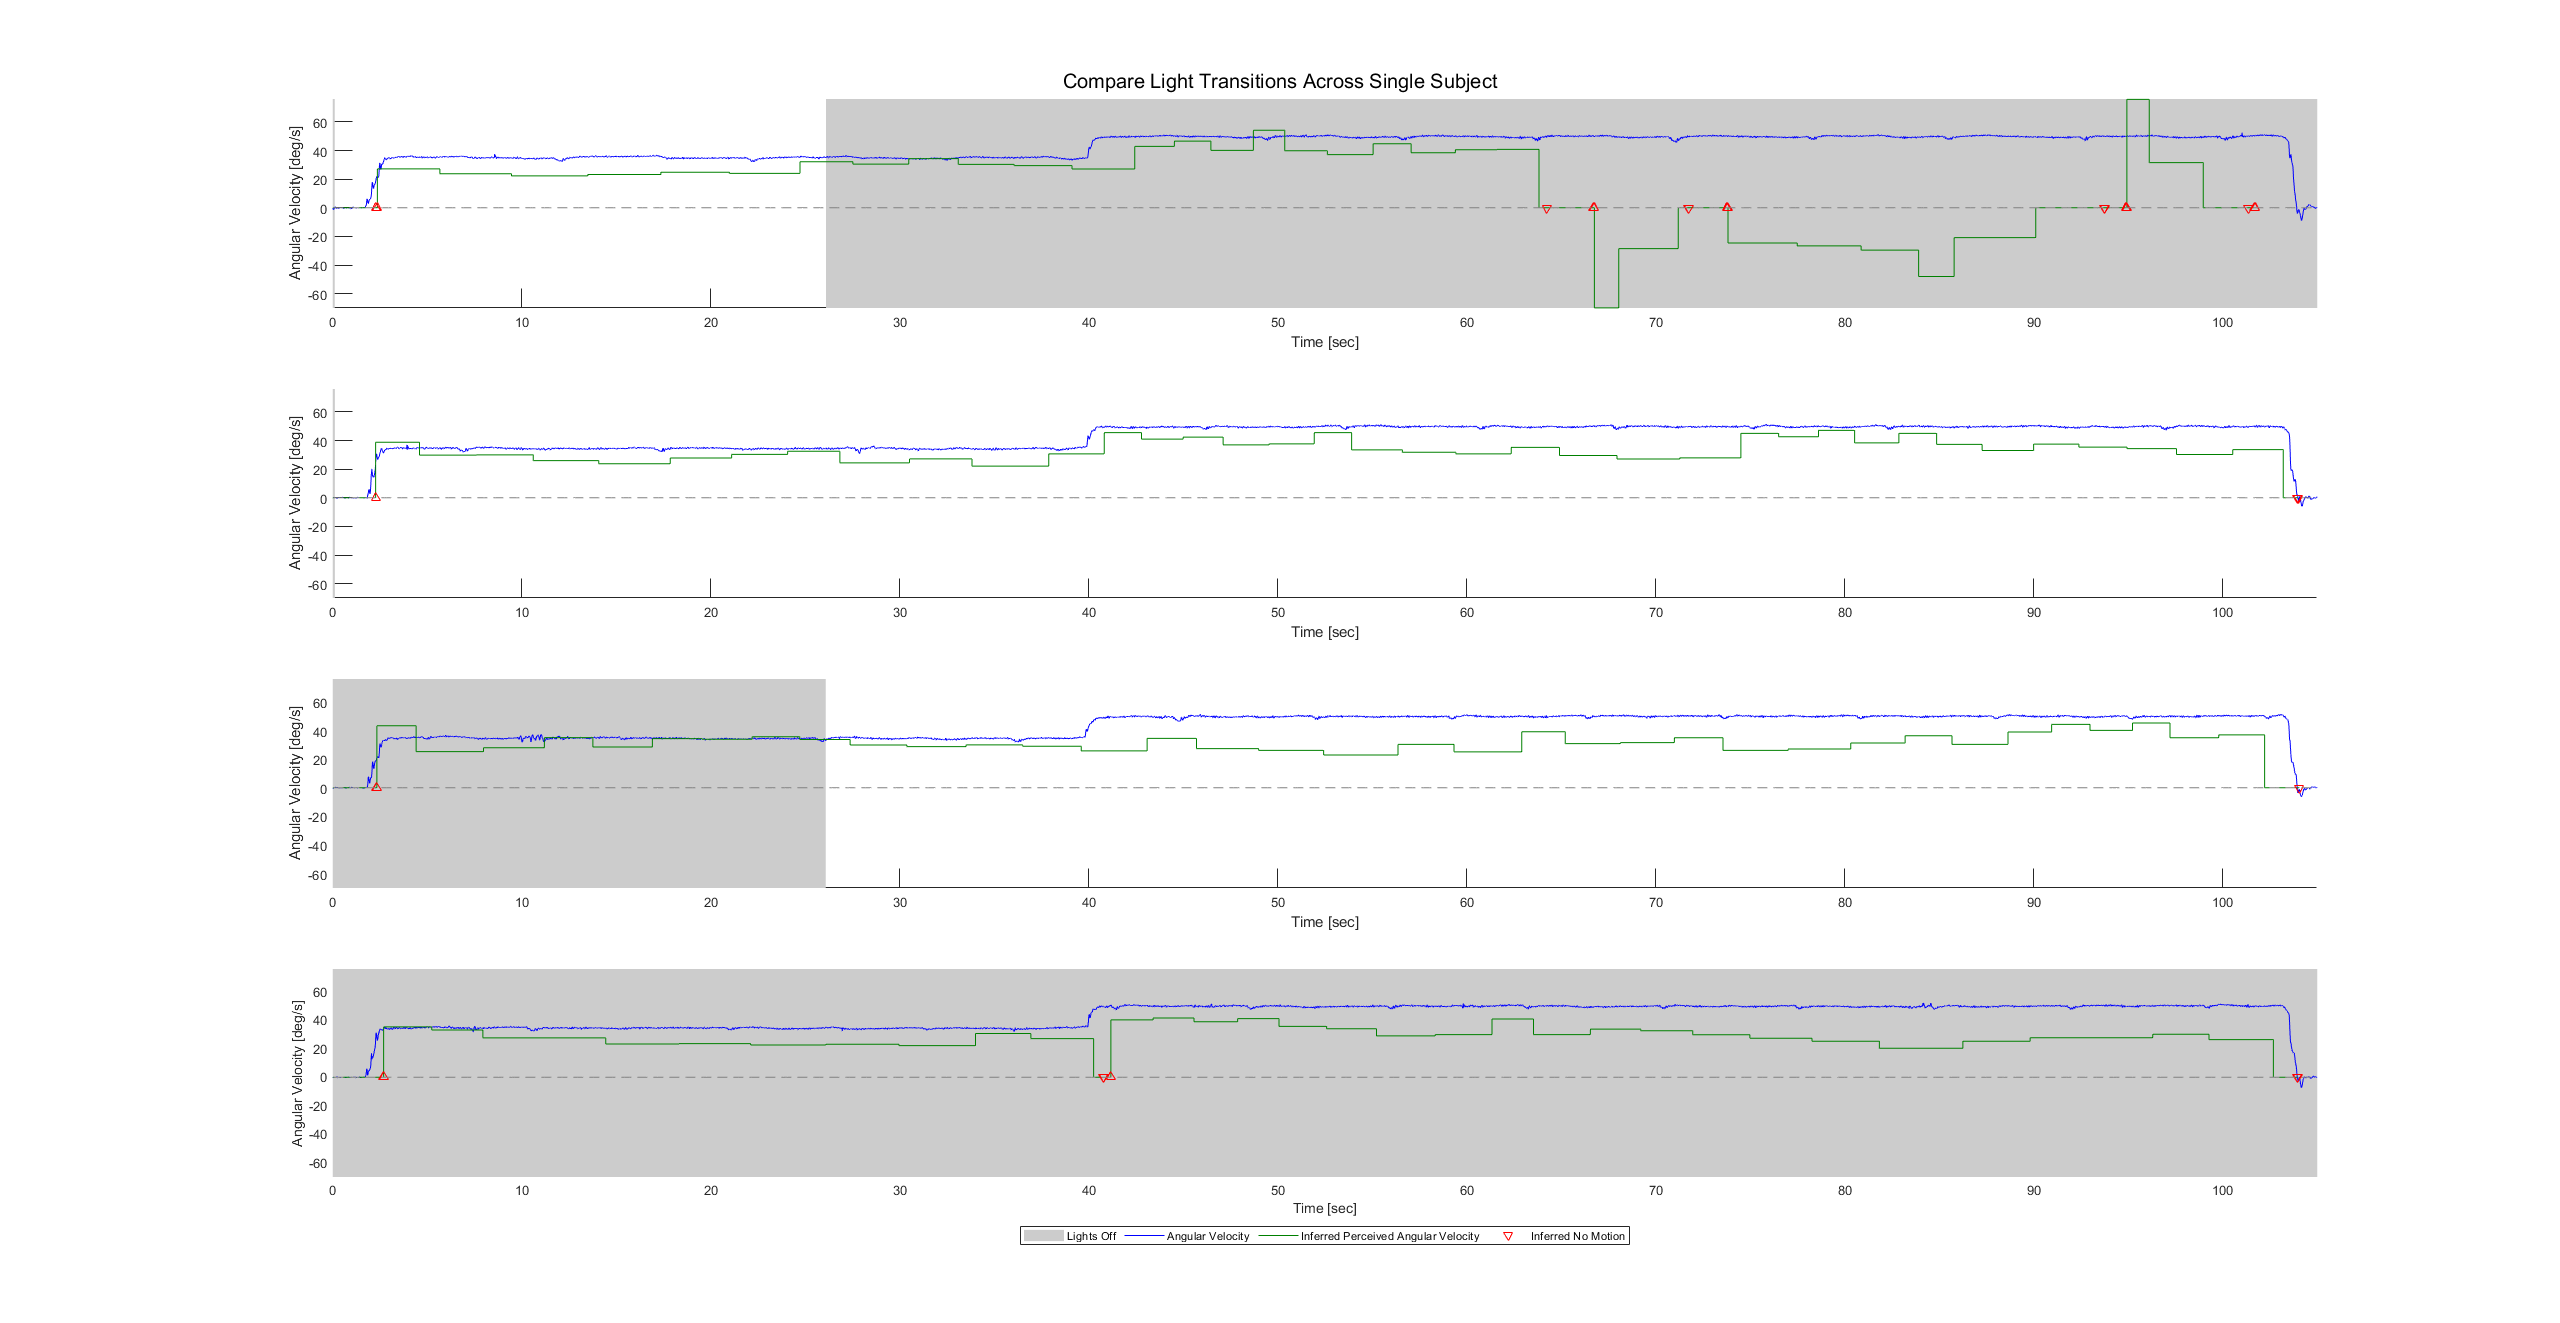 Compare Light Transitions Across Single Subject
Angular Velocity [deg/s]
60
40
20
0
-20
-40
-60
0 10 20 30 40 50 60 70 80 90 100
Time [sec]
Angular Velocity [deg/s]
60
40
20
0
-20
-40
-60
0 10 20 30 40 50 60 70 80 90 100
Time [sec]
Angular Velocity [deg/s]
60
40
20
0
-20
-40
-60
0 10 20 30 40 50 60 70 80 90 100
Time [sec]
Angular Velocity [deg/s]
60
40
20
0
-20
-40
-60
0 10 20 30 40 50 60 70 80 90 100
Time [sec]
Lights Off Angular Velocity Inferred Perceived Angular Velocity Inferred No Motion